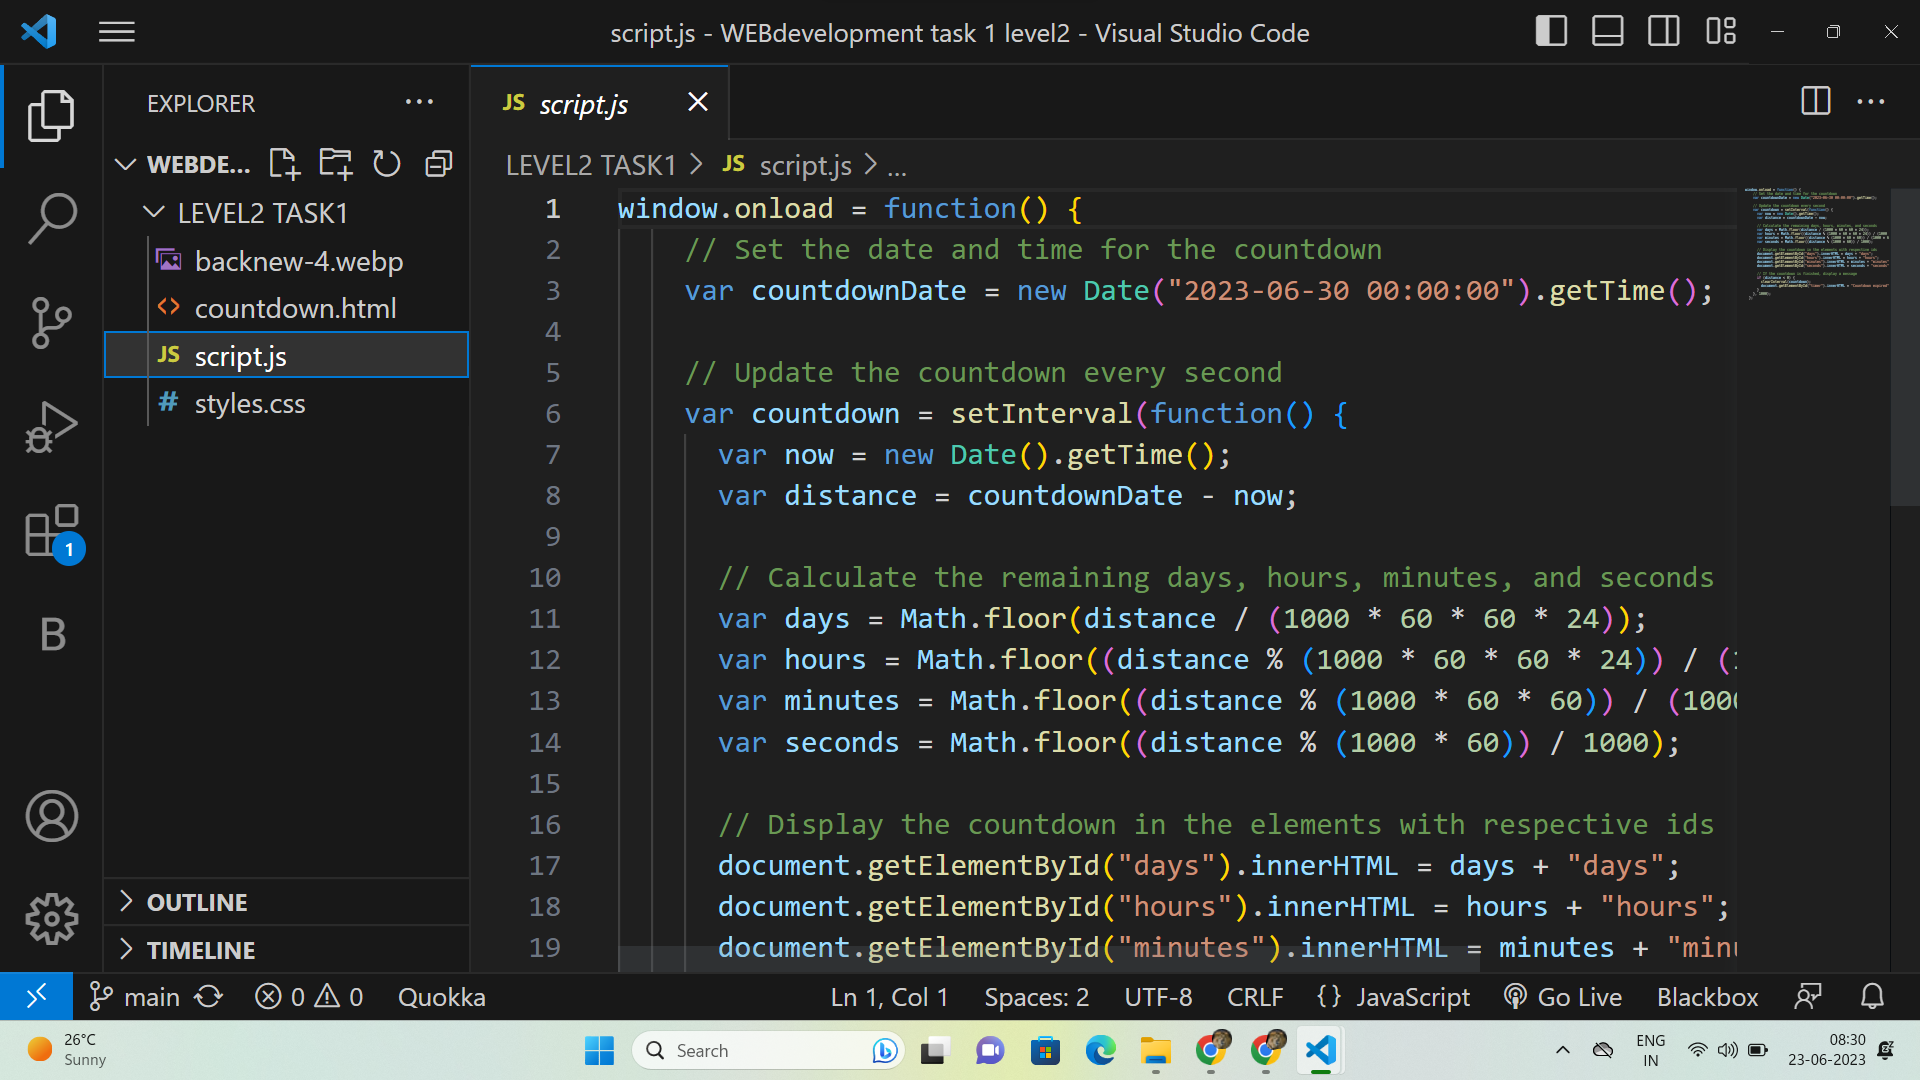 script.js - WEBdevelopment task 1 level2 - Visual Studio Code
EXPLORER
WEBDE...
LEVEL2 TASK1
backnew-4.webp
<> countdown.html
JS script.js
# styles.css
1
B
OUTLINE
TIMELINE
JS script.js
LEVEL2 TASK1 > JS script.js > ...
1 window.onload = function() {
2 // Set the date and time for the countdown
3 var countdownDate = new Date("2023-06-30 00:00:00").getTime();
4
5 // Update the countdown every second
6 var countdown = setInterval(function() {
7 var now = new Date().getTime();
8 var distance = countdownDate - now;
9
10 // Calculate the remaining days, hours, minutes, and seconds
11 var days = Math.floor(distance / (1000 * 60 * 60 * 24));
12 var hours = Math.floor((distance % (1000 * 60 * 60 * 24)) / (
13 var minutes = Math.floor((distance % (1000 * 60 * 60)) / (1000
14 var seconds = Math.floor((distance % (1000 * 60)) / 1000);
15
16 // Display the countdown in the elements with respective ids
17 document.getElementById("days").innerHTML = days + "days";
18 document.getElementById("hours").innerHTML = hours + "hours";
19 document.getElementById("minutes").innerHTML = minutes + "minu
main 0 0 Quokka Ln 1, Col 1 Spaces: 2 UTF-8 CRLF {} JavaScript Go Live Blackbox
26°C
Sunny
Search
ENG
IN
08:30
23-06-2023